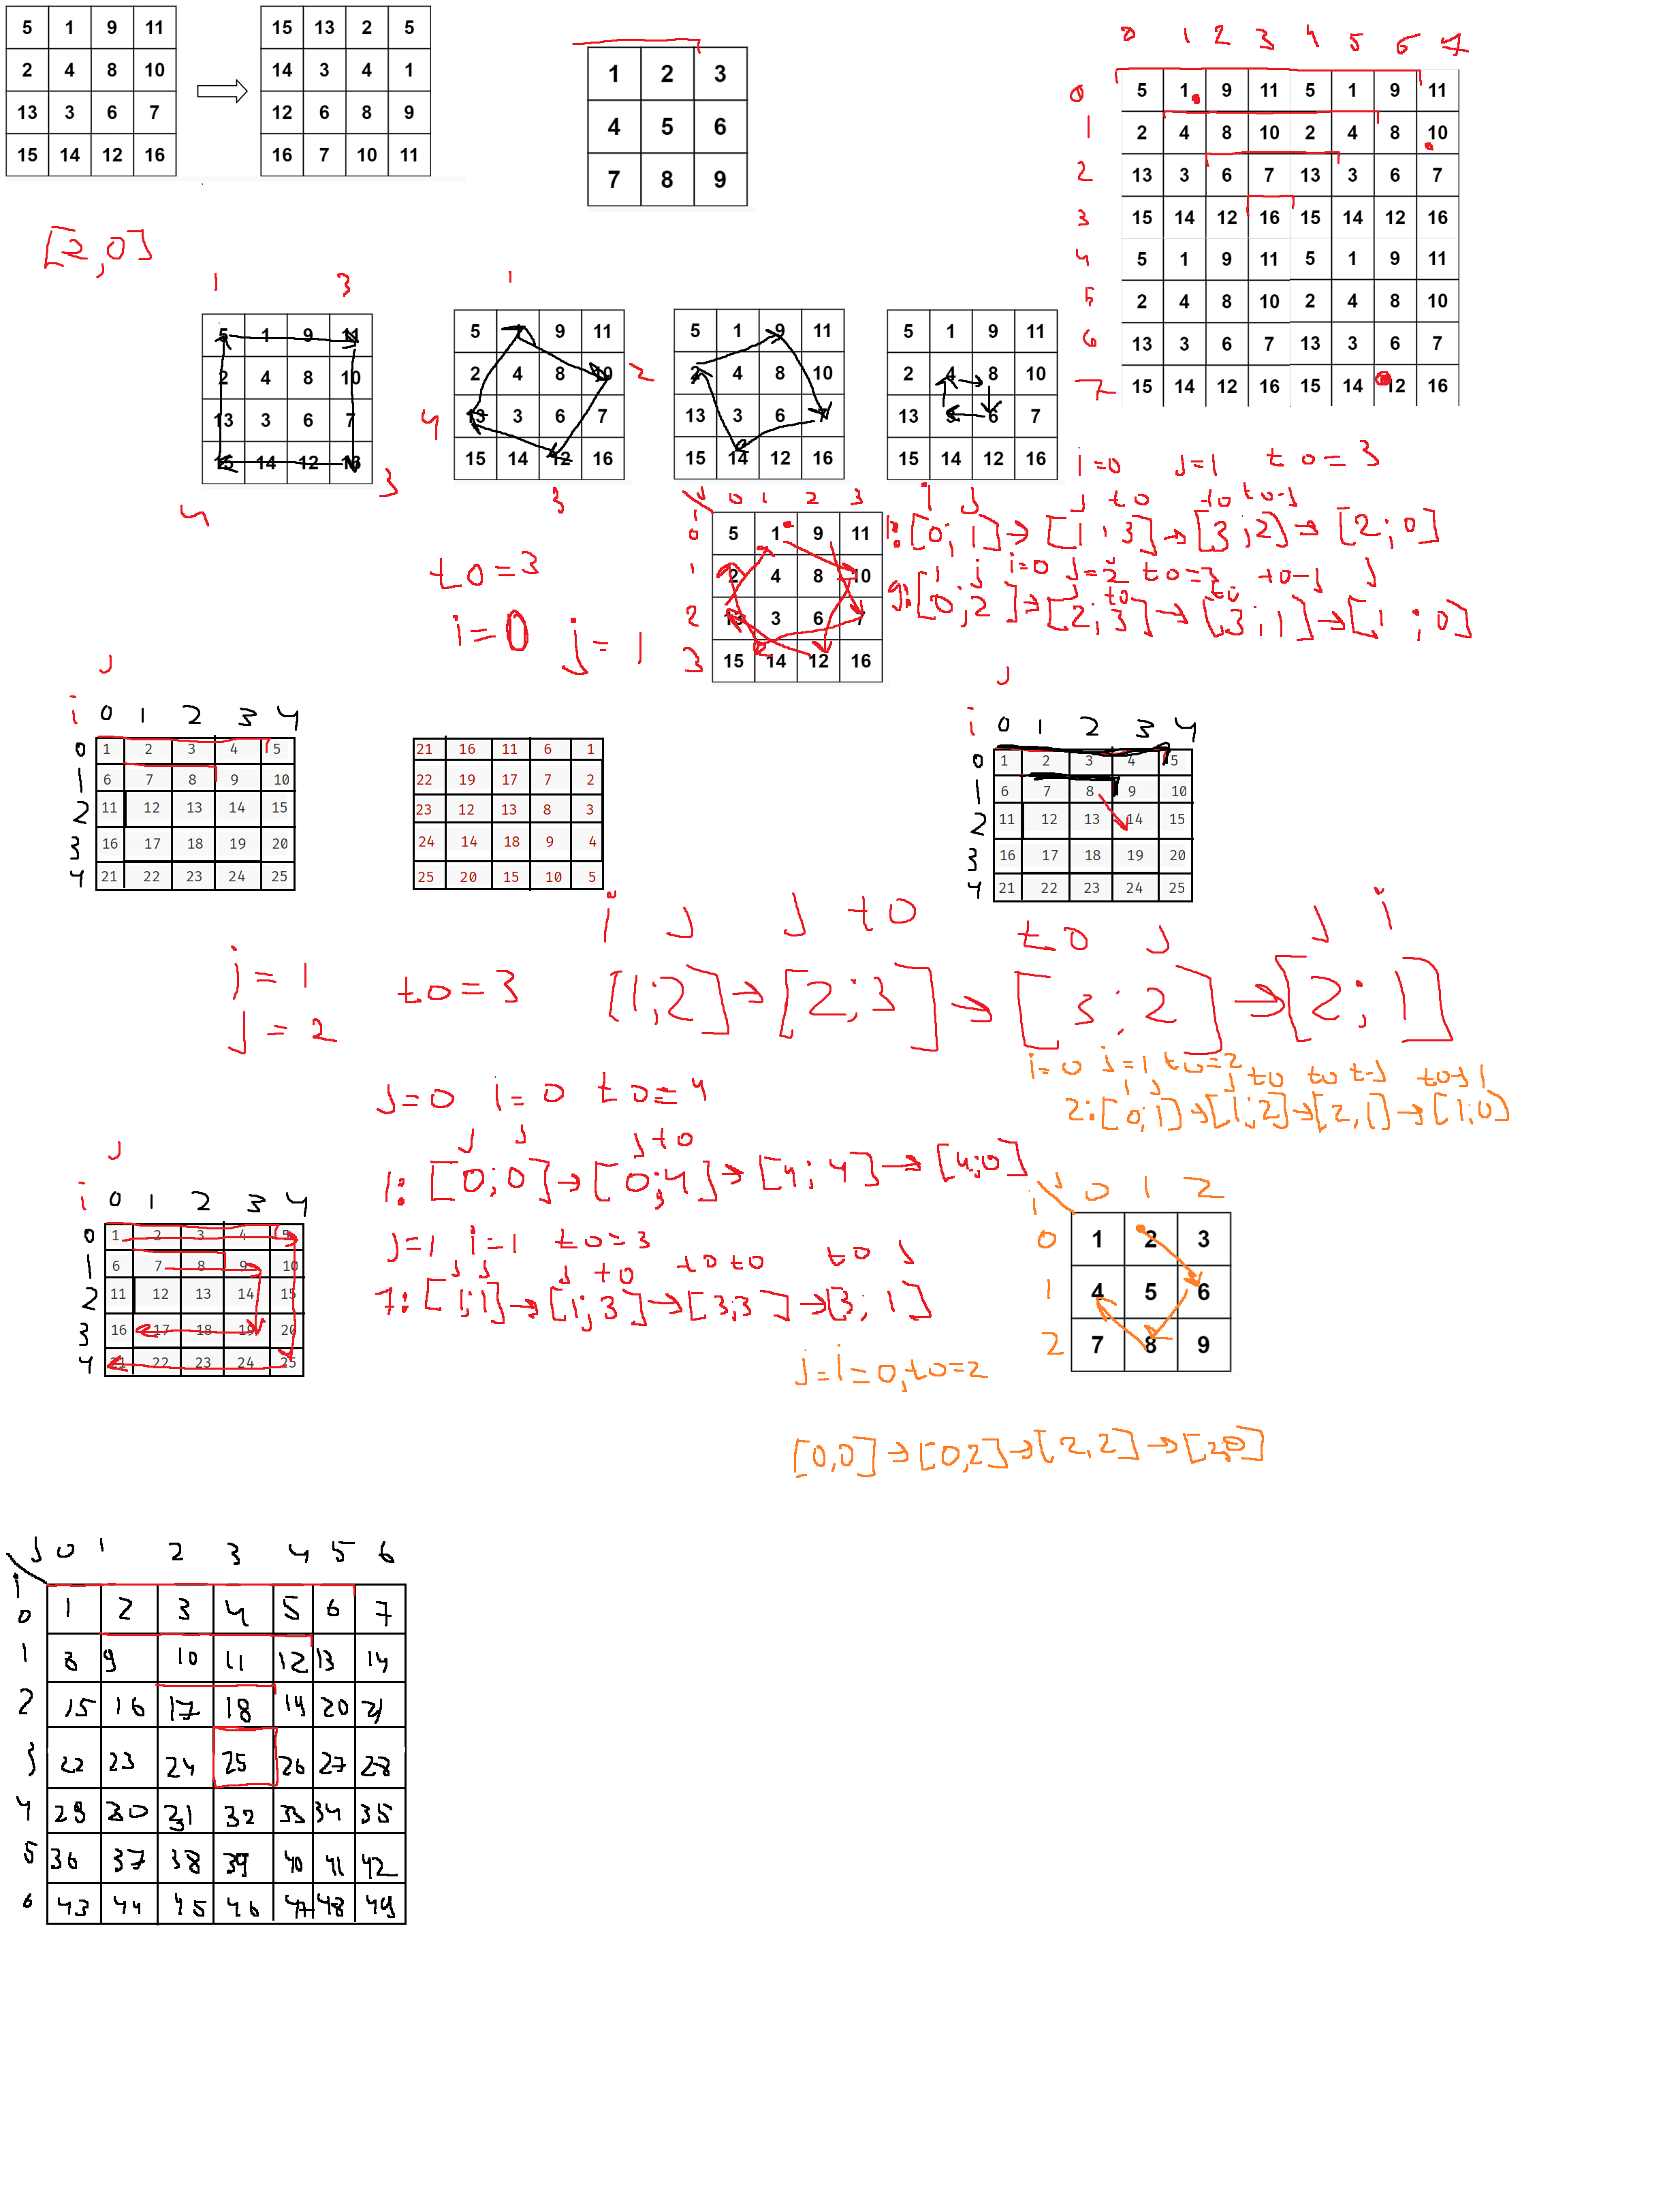 5 1 9 11
2 4 8 10
13 3 6 7
15 14 12 16
15 13 2 5
14 3 4 1
12 6 8 9
16 7 10 11
1 2 3
4 5 6
7 8 9
0 1 2 3 4 5 6 7
0 5 1 9 11 5 1 9 11
1 2 4 8 10 2 4 8 10
2 13 3 6 7 13 3 6 7
3 15 14 12 16 15 14 12 16
4 5 1 9 11 5 1 9 11
5 2 4 8 10 2 4 8 10
6 13 3 6 7 13 3 6 7
7 15 14 12 16 15 14 12 16
[2,0]
1 3
5 1 9 11
2 4 8 10
13 3 6 7
15 14 12 16
4 3
1
5 1 9 11
2 4 8 10 2
4 13 3 6 7
15 14 12 16
3
5 1 9 11
2 4 8 10
13 3 6 7
15 14 12 16
5 1 9 11
2 4 8 10
13 3 6 7
15 14 12 16
i=0 j=1 to=3
i j j to to to-j
1:[0;1]→[1;3]→[3;2]→[2;0]
i=0 j=2 to=3
i j j to to to-j j
9:[0;2]→[2;3]→[3;1]→[1;0]
to=3
i=0 j=1
j 0 1 2 3
i
0 5 1 9 11
1 2 4 8 10
2 13 3 6 7
3 15 14 12 16
j
i 0 1 2 3 4
0 1 2 3 4 5
1 6 7 8 9 10
2 11 12 13 14 15
3 16 17 18 19 20
4 21 22 23 24 25
21 16 11 6 1
22 19 17 7 2
23 12 13 8 3
24 14 18 9 4
25 20 15 10 5
j
i 0 1 2 3 4
0 1 2 3 4 5
1 6 7 8 9 10
2 11 12 13 14 15
3 16 17 18 19 20
4 21 22 23 24 25
i j j to to j j i
i=1
j=2
to=3
[1;2]→[2;3]→[3;2]→[2;1]
i=0 j=1 to=2
i j j to to t-j to-j i
2:[0;1]→[1;2]→[2,1]→[1;0]
j=0 i=0 to=4
j j j to
1:[0;0]→[0;4]→[4;4]→[4;0]
j=1 i=1 to=3
j j j to to to to j
7:[1;1]→[1;3]→[3;3]→[3;1]
j
i 0 1 2 3 4
0 1 2 3 4 5
1 6 7 8 9 10
2 11 12 13 14 15
3 16 17 18 19 20
4 21 22 23 24 25
j 0 1 2
i
0 1 2 3
1 4 5 6
2 7 8 9
j=i=0,to=2
[0,0]→[0,2]→[2,2]→[2,0]
j 0 1 2 3 4 5 6
i
0 1 2 3 4 5 6 7
1 8 9 10 11 12 13 14
2 15 16 17 18 19 20 21
3 22 23 24 25 26 27 28
4 29 30 31 32 33 34 35
5 36 37 38 39 40 41 42
6 43 44 45 46 47 48 49